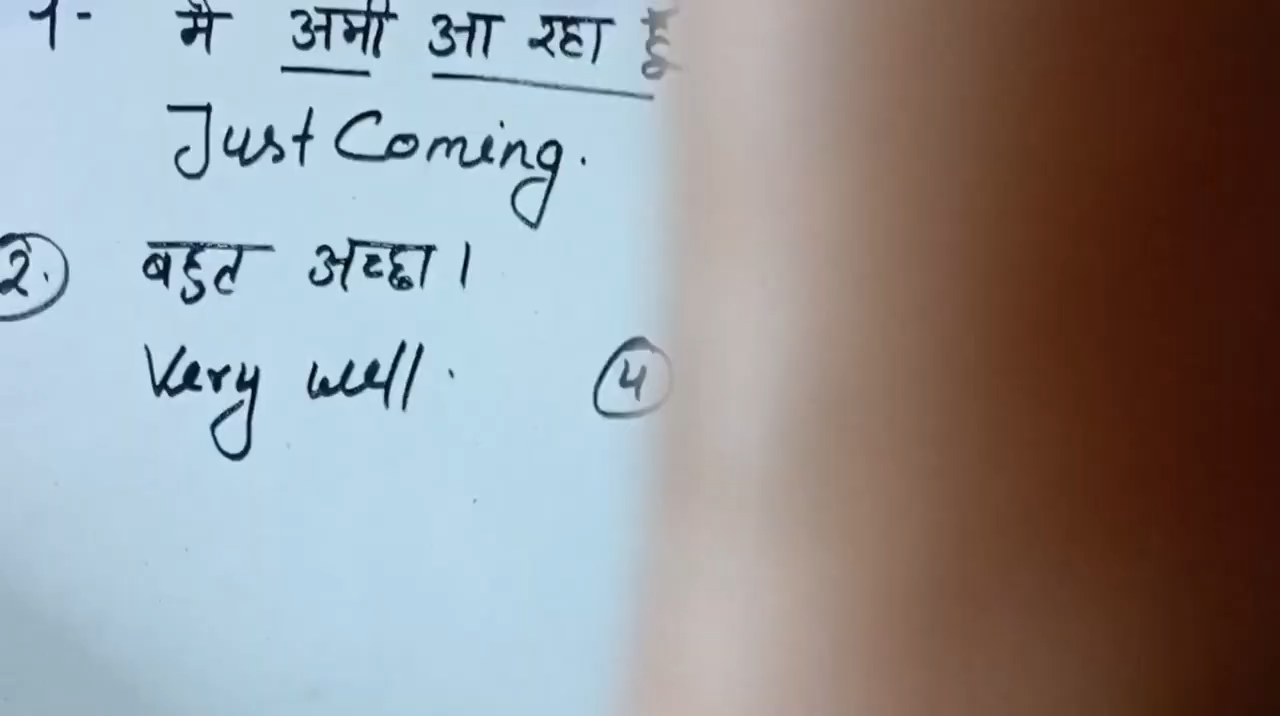 1- मै अभी आ रहा हूँ
Just Coming.
2. बहुत अच्छा।
Very well.
4